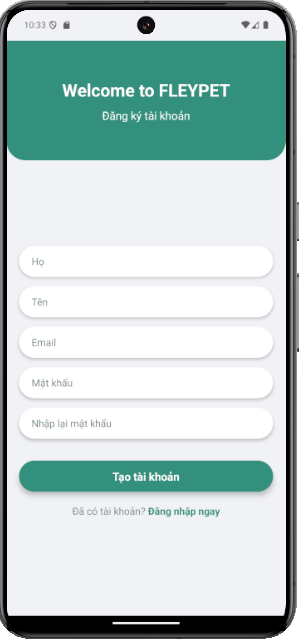 10:33
Welcome to FLEYPET
Đăng ký tài khoản
Họ
Tên
Email
Mật khẩu
Nhập lại mật khẩu
Tạo tài khoản
Đã có tài khoản? Đăng nhập ngay